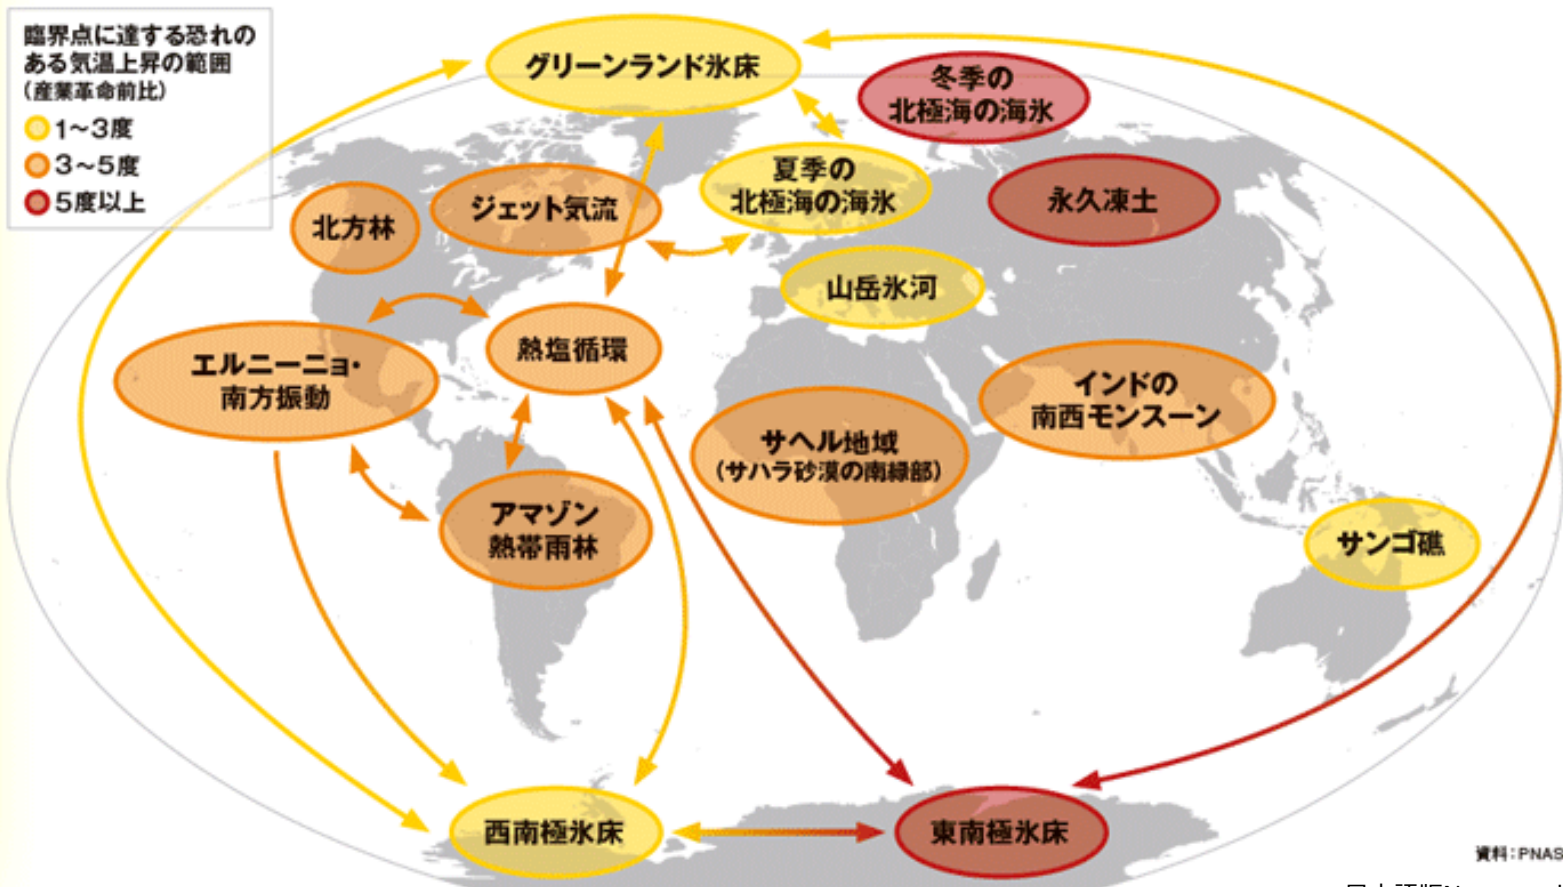 臨界点に達する恐れの
ある気温上昇の範囲
(産業革命前比)
1〜3度
3〜5度
5度以上
グリーンランド氷床
冬季の
北極海の海氷
夏季の
北極海の海氷
永久凍土
ジェット気流
北方林
山岳氷河
熱塩循環
エルニーニョ・
南方振動
インドの
南西モンスーン
サヘル地域
(サハラ砂漠の南縁部)
アマゾン
熱帯雨林
サンゴ礁
西南極氷床
東南極氷床
資料:PNAS